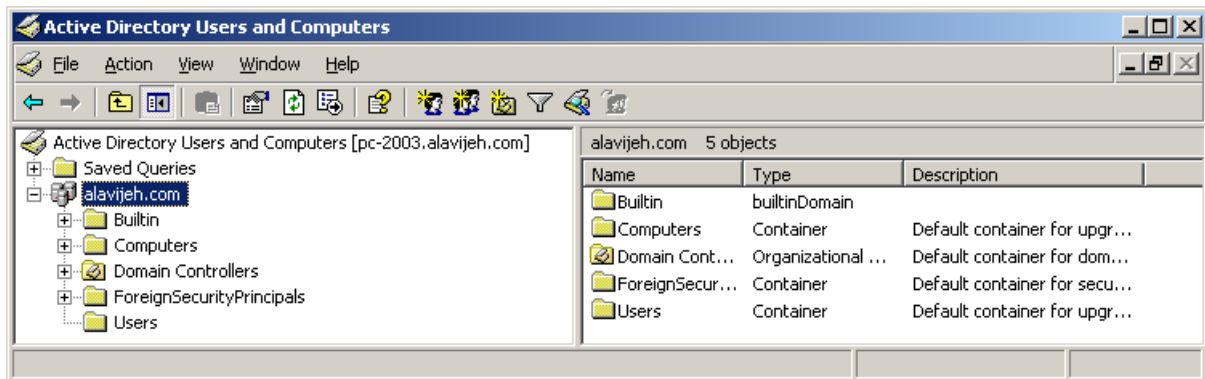 Active Directory Users and Computers
File Action View Window Help
Active Directory Users and Computers [pc-2003.alavijeh.com]
Saved Queries
alavijeh.com
Builtin
Computers
Domain Controllers
ForeignSecurityPrincipals
Users
alavijeh.com 5 objects
Name Type Description
Builtin builtinDomain
Computers Container Default container for upgr...
Domain Cont... Organizational ... Default container for dom...
ForeignSecur... Container Default container for secu...
Users Container Default container for upgr...